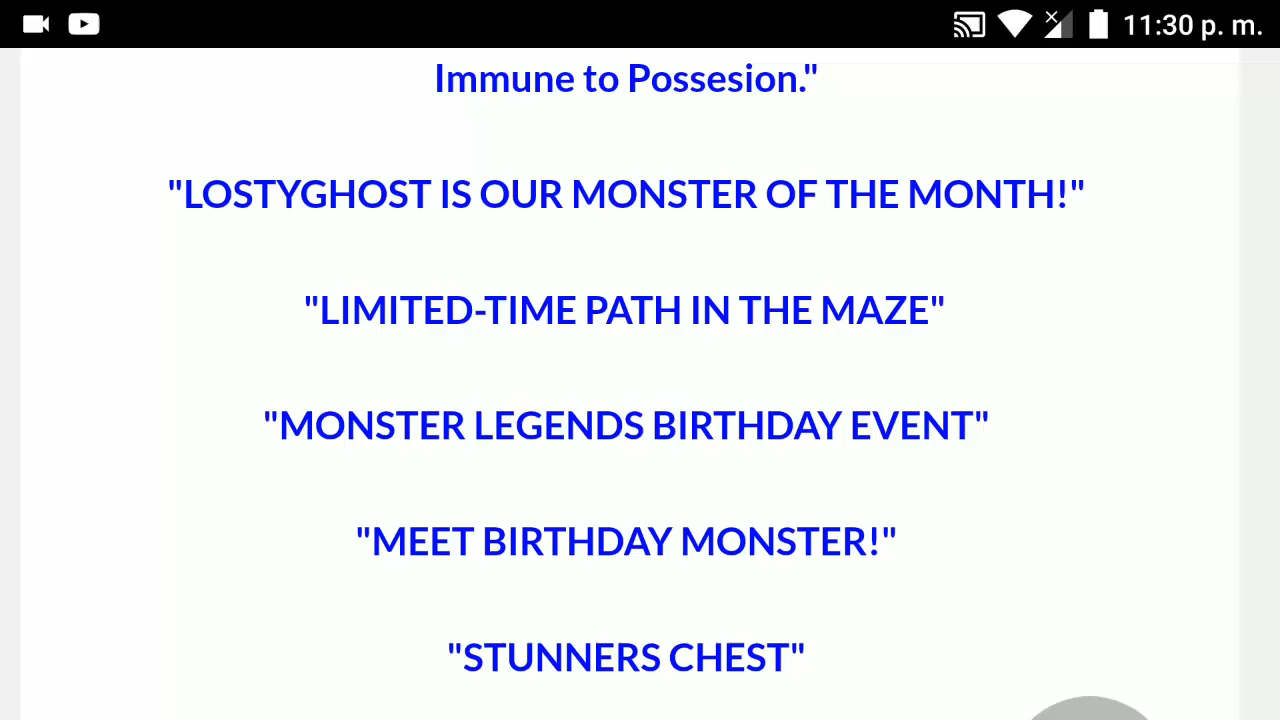 11:30 p. m.
Immune to Possesion."
"LOSTYGHOST IS OUR MONSTER OF THE MONTH!"
"LIMITED-TIME PATH IN THE MAZE"
"MONSTER LEGENDS BIRTHDAY EVENT"
"MEET BIRTHDAY MONSTER!"
"STUNNERS CHEST"